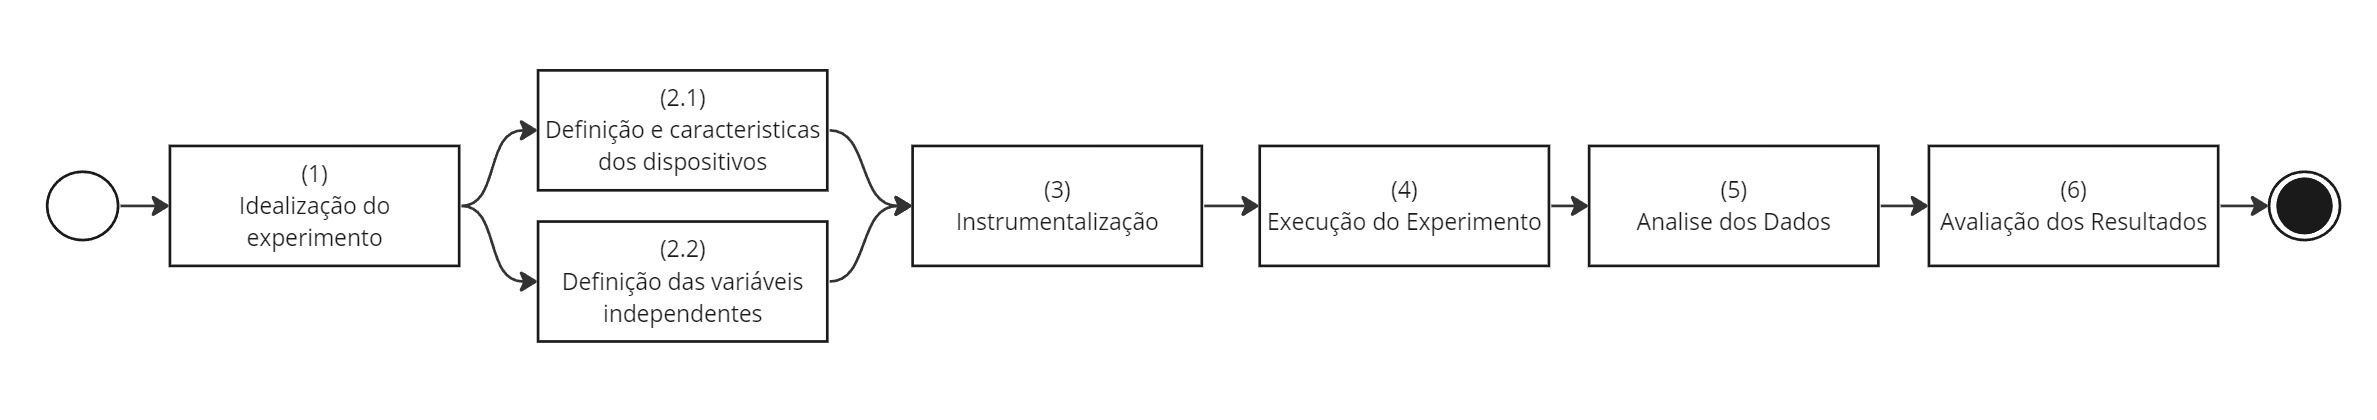 (1)
Idealização do
experimento
(2.1)
Definição e caracteristicas
dos dispositivos
(2.2)
Definição das variáveis
independentes
(3)
Instrumentalização
(4)
Execução do Experimento
(5)
Analise dos Dados
(6)
Avaliação dos Resultados